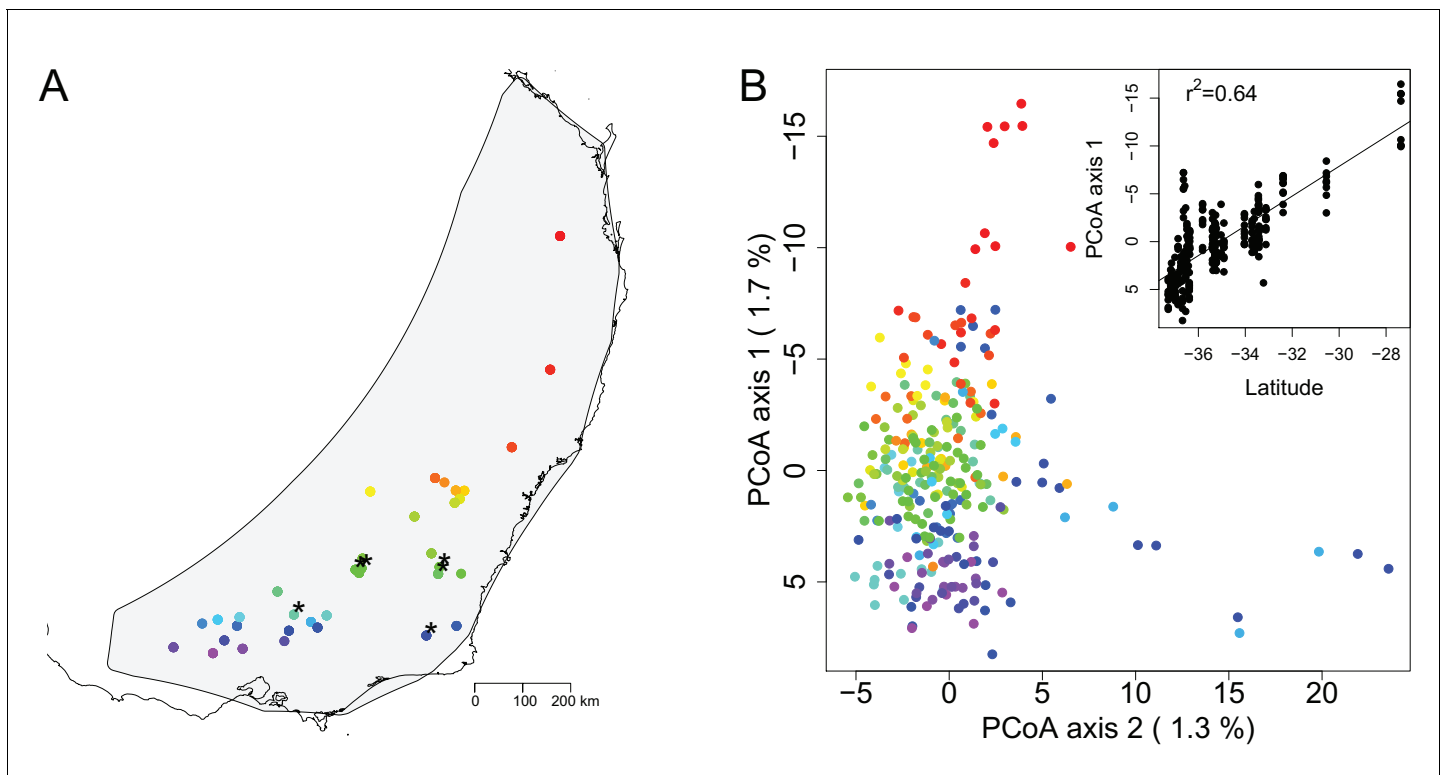 A
0 100 200 km
B
PCoA axis 1 ( 1.7 %)
−15
−10
−5
0
5
−5 0 5 10 15 20
PCoA axis 2 ( 1.3 %)
r²=0.64
PCoA axis 1
−15
−10
−5
0
5
−36 −34 −32 −30 −28
Latitude